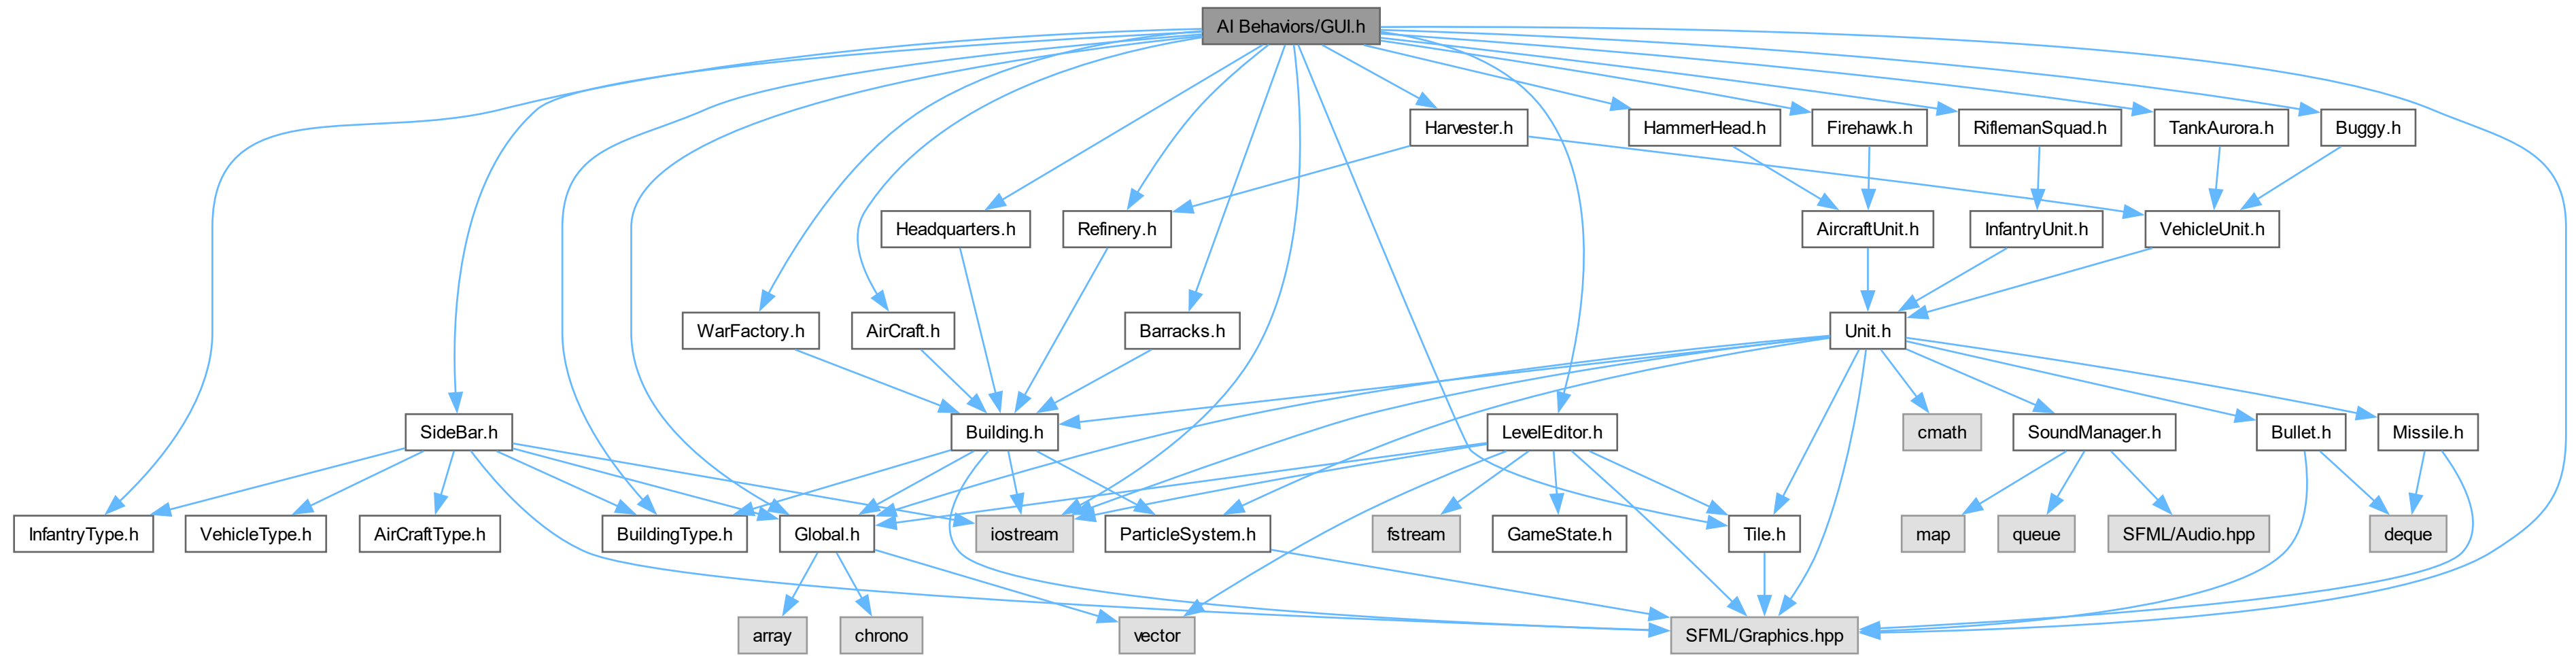 AI Behaviors/GUI.h
Harvester.h
HammerHead.h
Firehawk.h
RiflemanSquad.h
TankAurora.h
Buggy.h
Headquarters.h
Refinery.h
AircraftUnit.h
InfantryUnit.h
VehicleUnit.h
WarFactory.h
AirCraft.h
Barracks.h
Unit.h
SideBar.h
Building.h
LevelEditor.h
cmath
SoundManager.h
Bullet.h
Missile.h
InfantryType.h
VehicleType.h
AirCraftType.h
BuildingType.h
Global.h
iostream
ParticleSystem.h
fstream
GameState.h
Tile.h
map
queue
SFML/Audio.hpp
deque
array
chrono
vector
SFML/Graphics.hpp